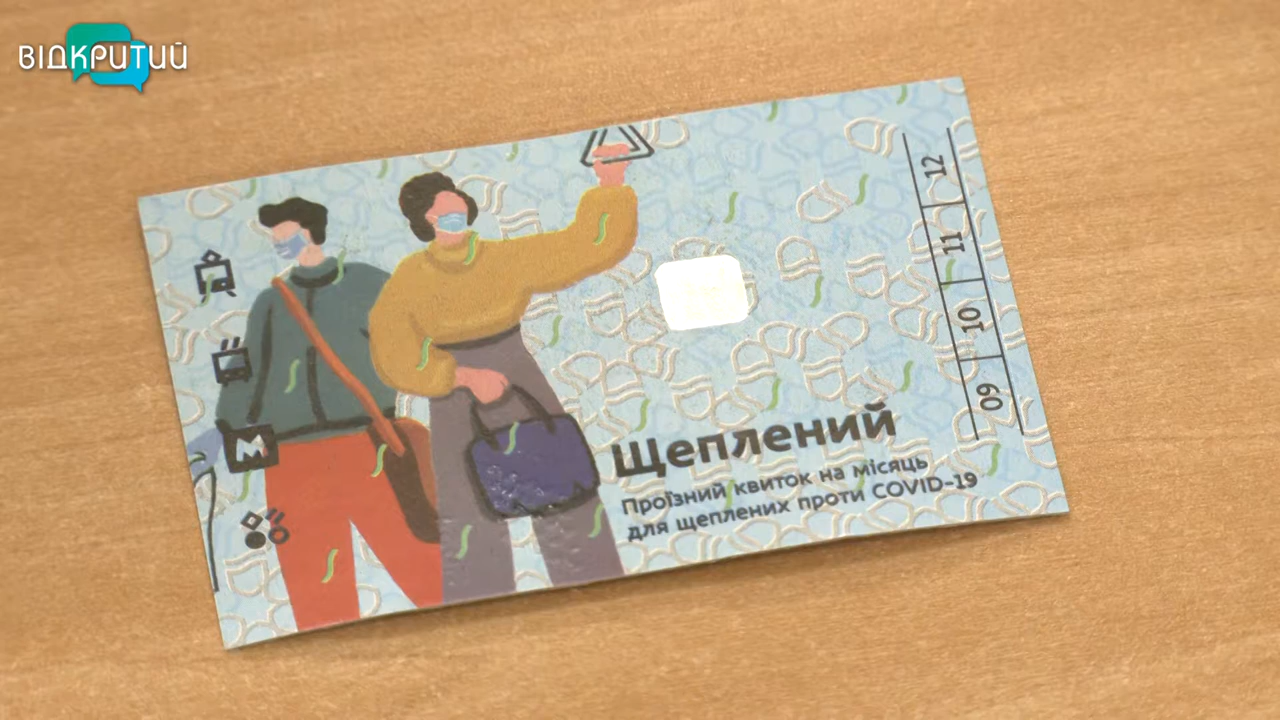 ВІДКРИТИЙ
12
11
10
09
М
Щеплений
Проїзний квиток на місяць
для щеплених проти COVID-19